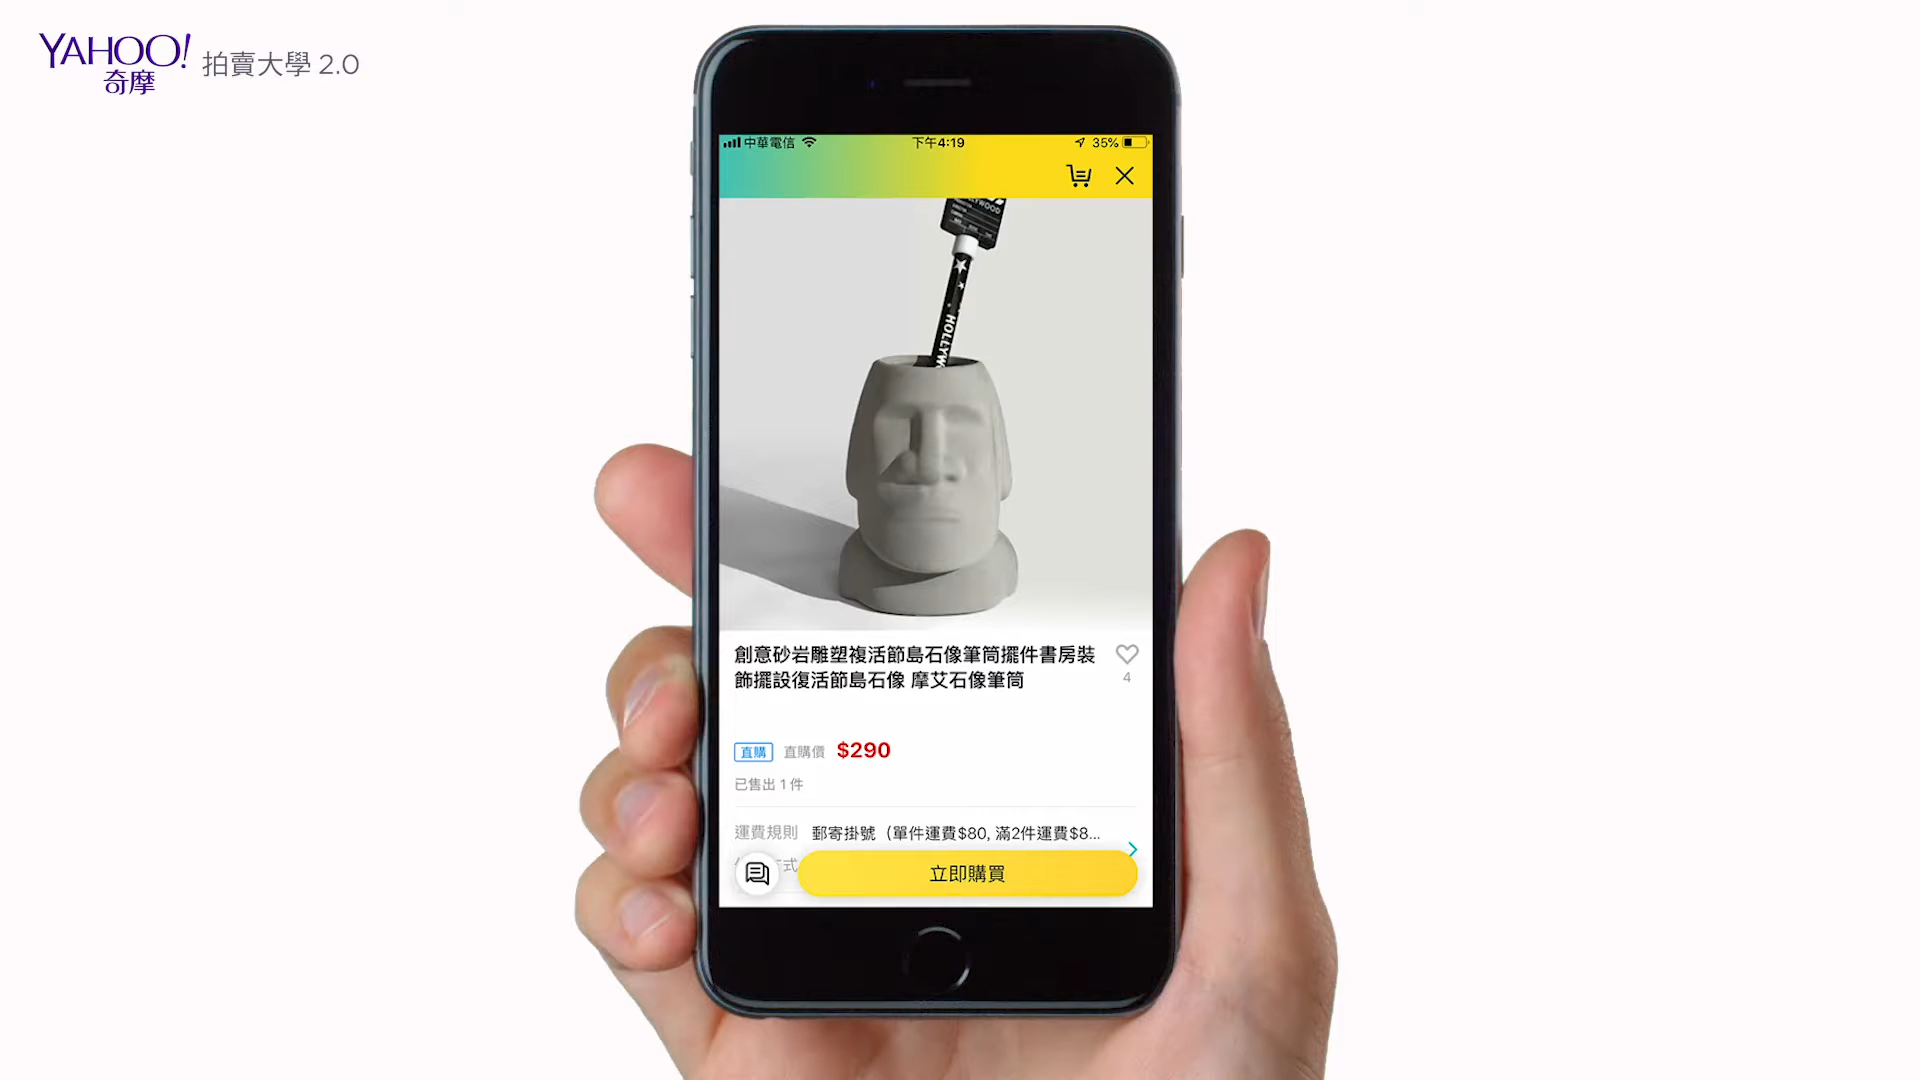 YAHOO!
奇摩
拍賣大學 2.0
中華電信
下午4:19
35%
HOLLYW
創意砂岩雕塑複活節島石像筆筒擺件書房裝
飾擺設復活節島石像 摩艾石像筆筒
4
直購 直購價 $290
已售出 1 件
運費規則 郵寄掛號（單件運費$80, 滿2件運費$8...
式
立即購買